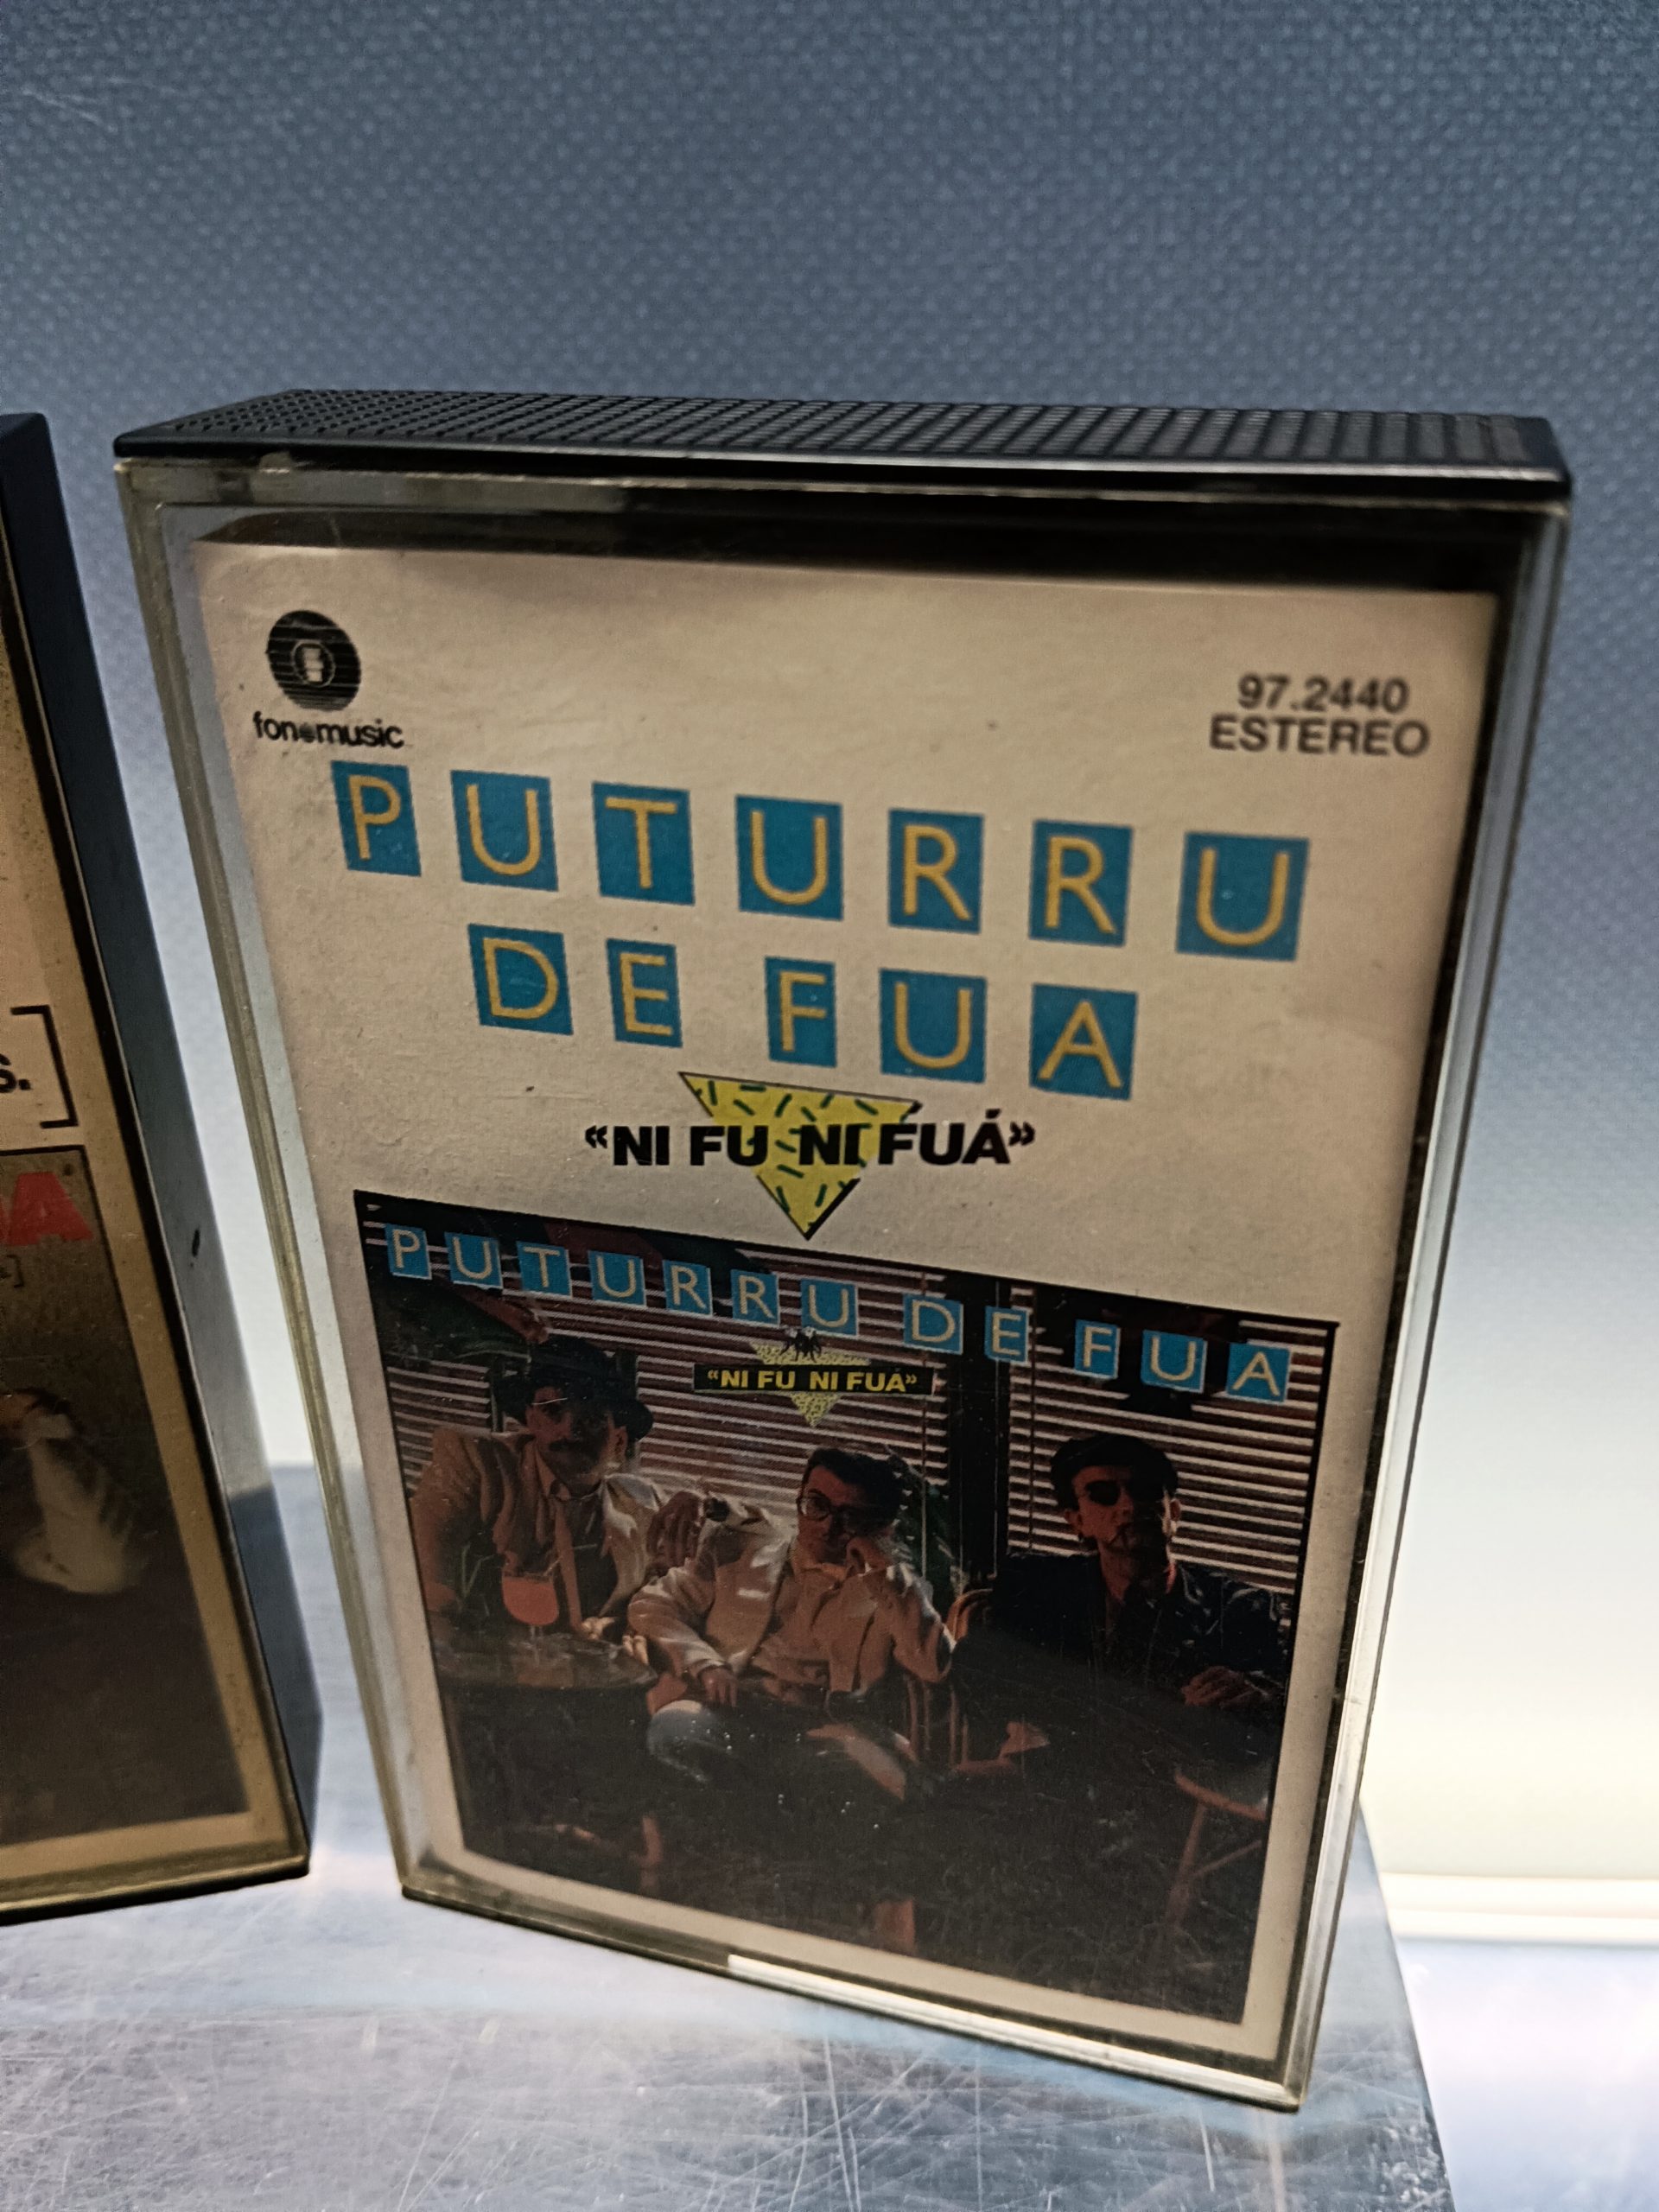 fonomusic
97.2440
ESTEREO
PUTURRU
DE FUA
«NI FU NI FUÁ»
PUTURRU DE FUA
«NI FU NI FUÁ»
S.